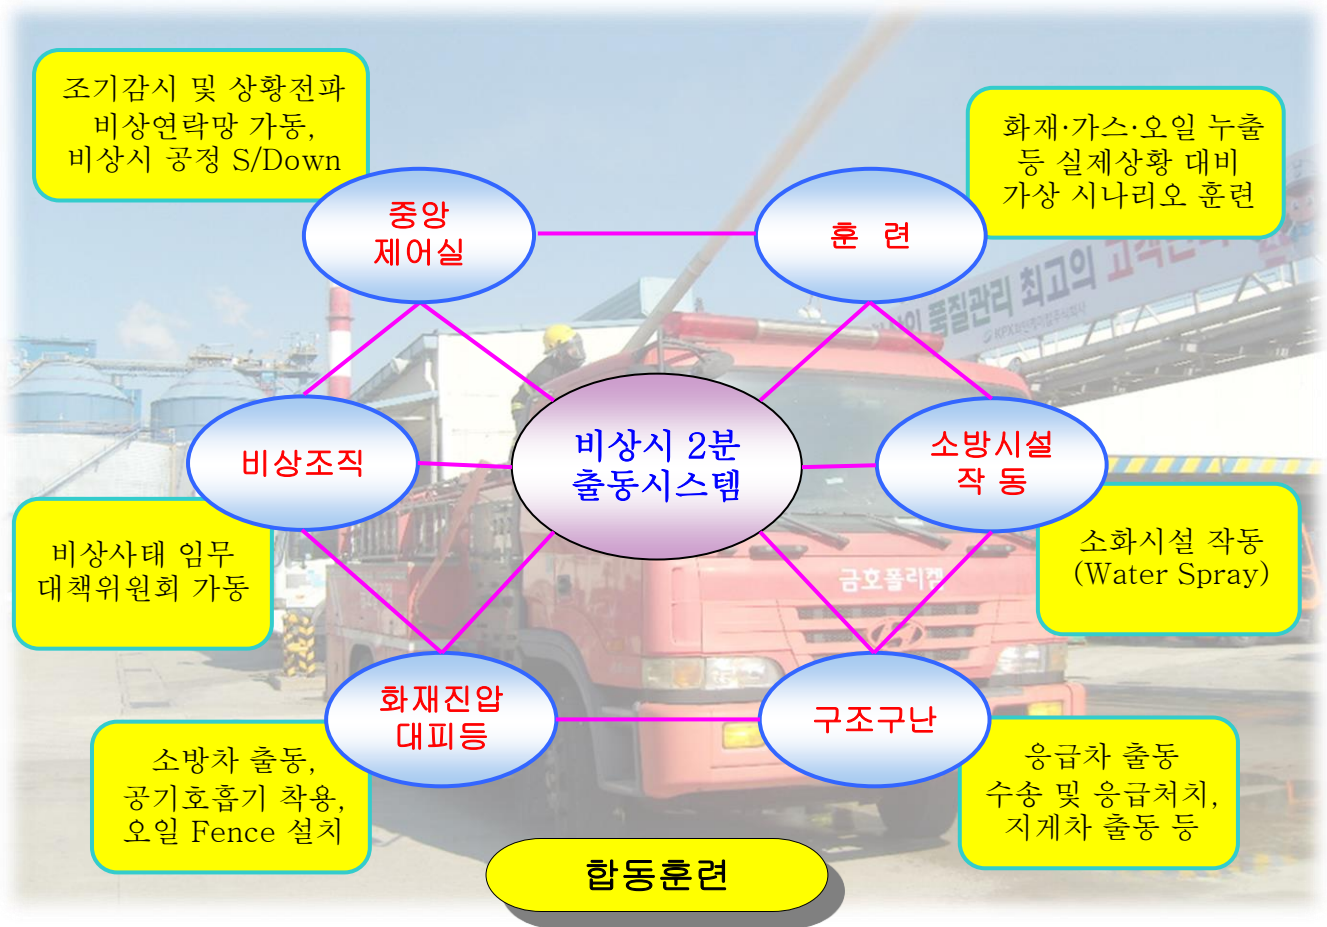 조기감시 및 상황전파
비상연락망 가동,
비상시 공정 S/Down
화재·가스·오일 누출
등 실제상황 대비
가상 시나리오 훈련
중앙
제어실
훈 련
품질관리 최고의
비상조직
비상시 2분
출동시스템
소방시설
작 동
비상사태 임무
대책위원회 가동
소화시설 작동
(Water Spray)
금호폴리켐
화재진압
대피등
구조구난
소방차 출동,
공기호흡기 착용,
오일 Fence 설치
응급차 출동
수송 및 응급처치,
지게차 출동 등
합동훈련